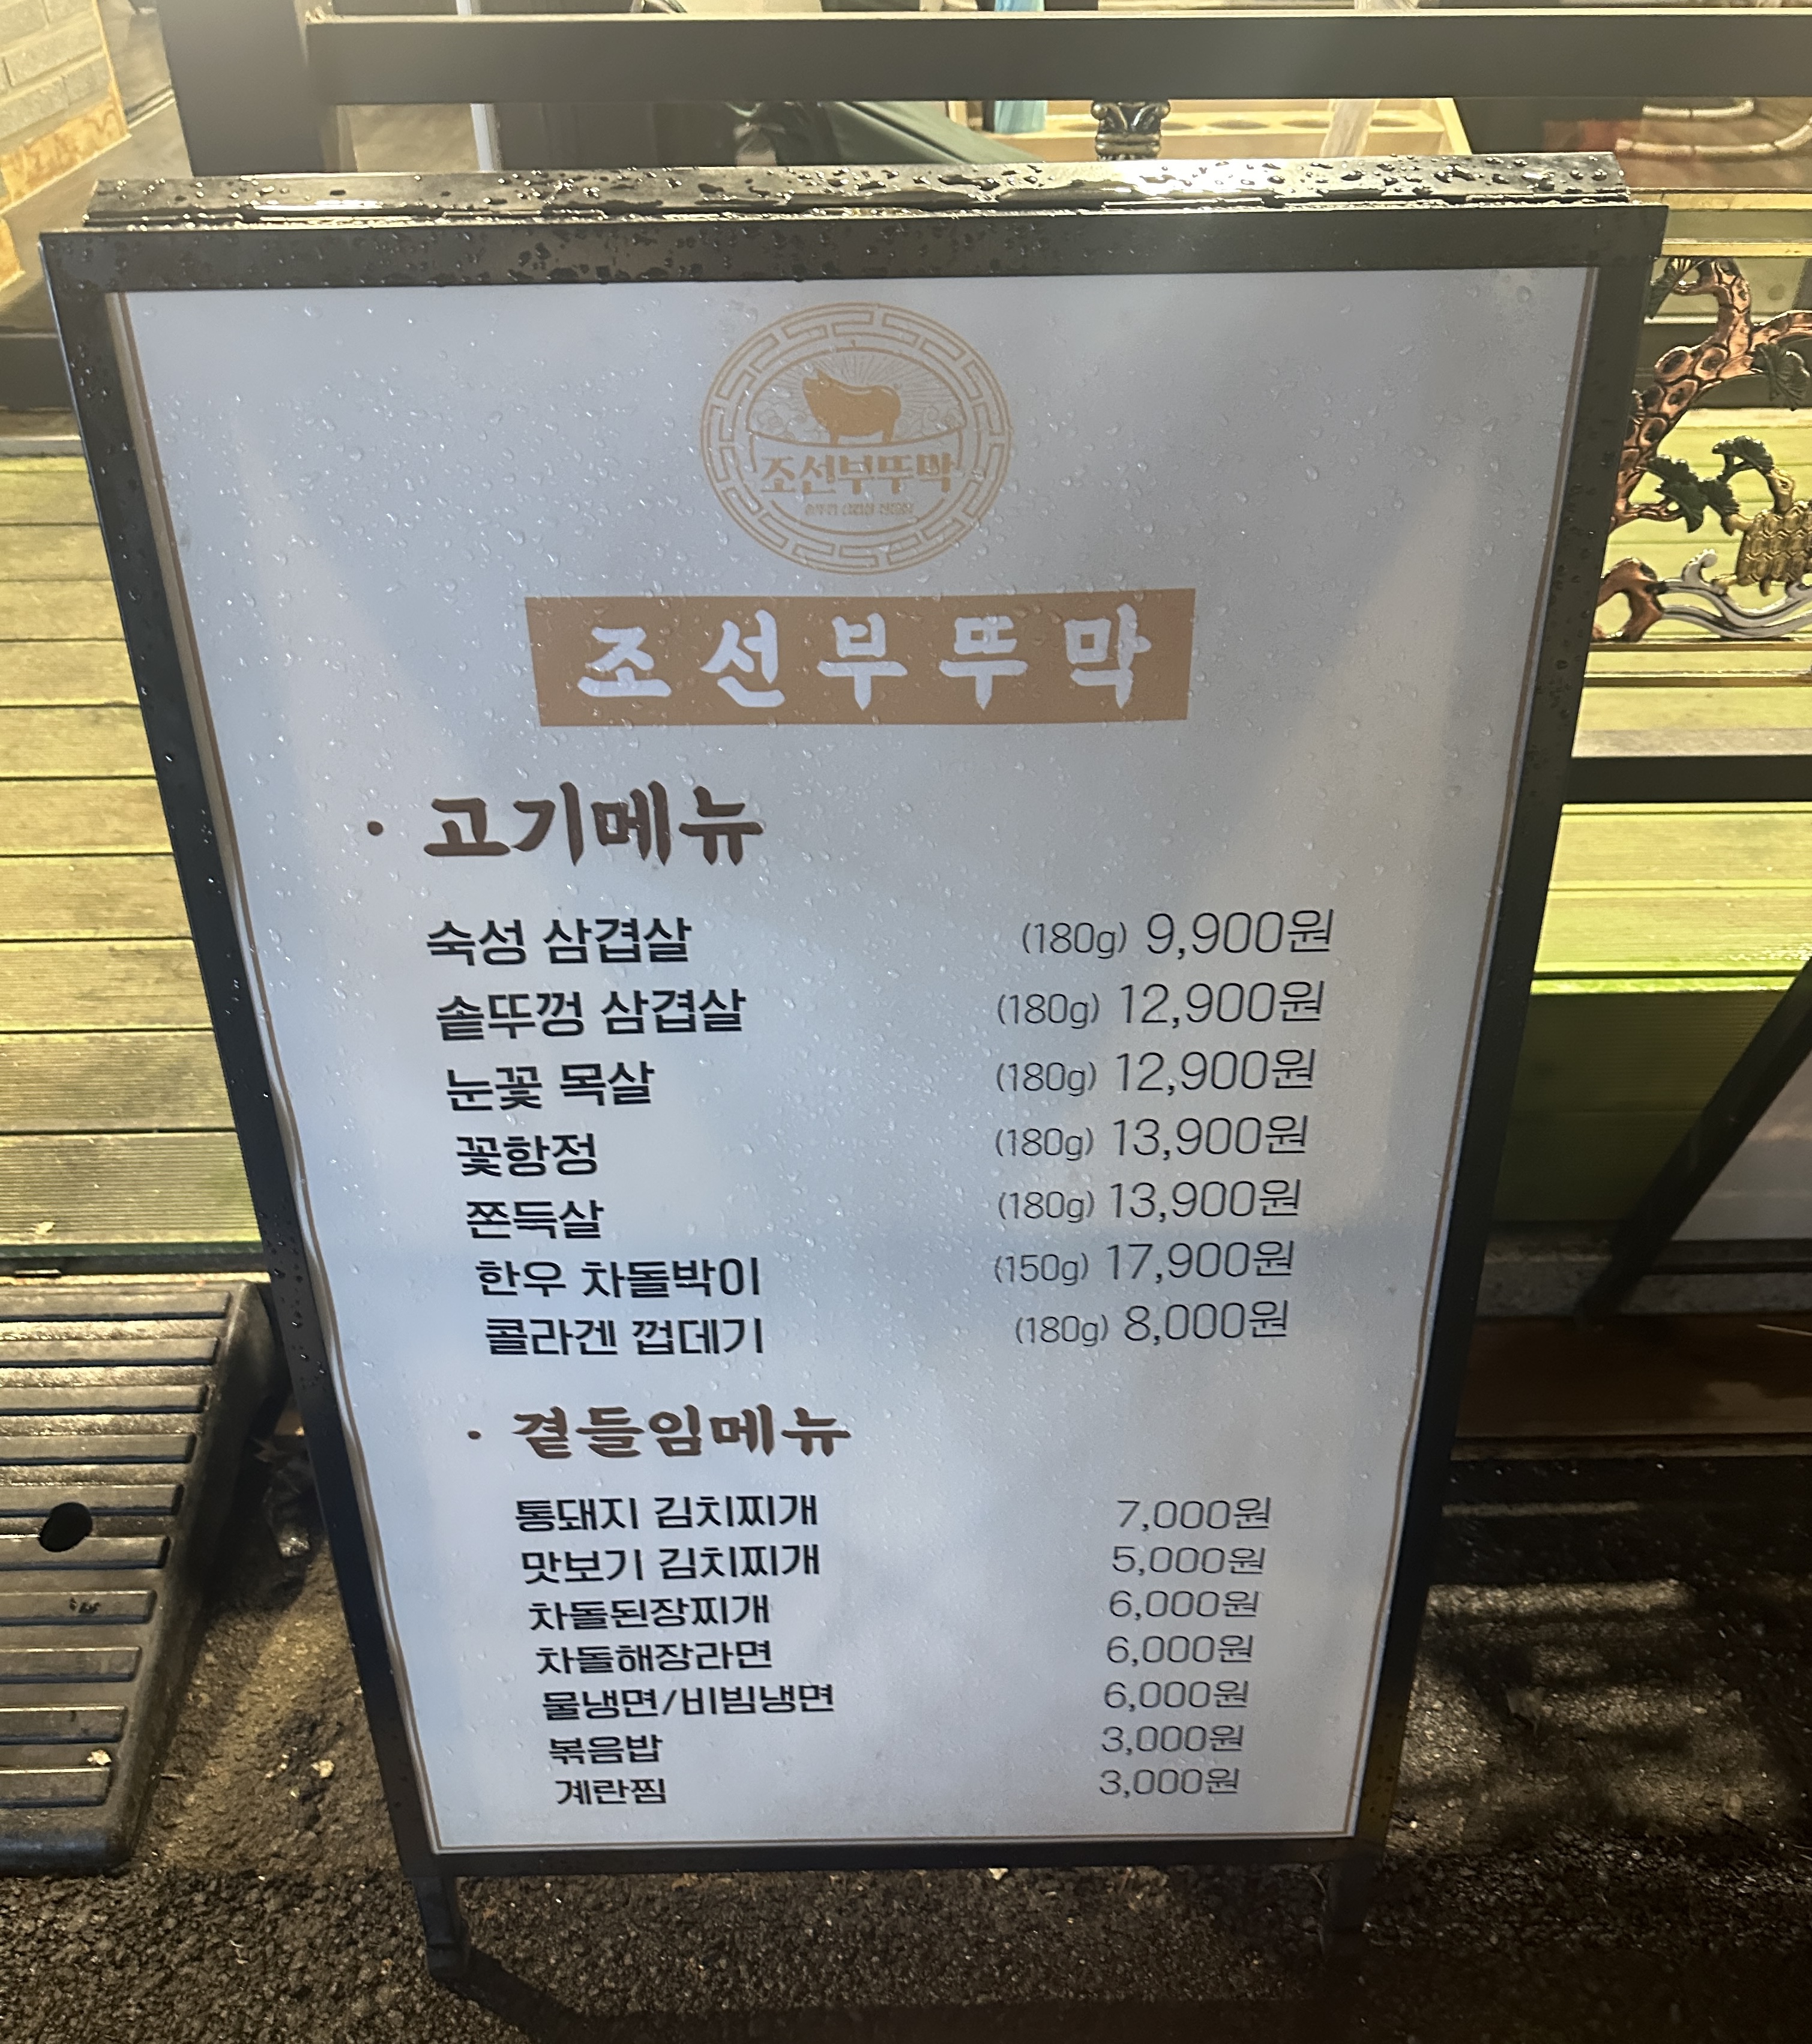 조선부뚜막
조선부뚜막
· 고기메뉴
숙성 삼겹살 (180g) 9,900원
솥뚜껑 삼겹살 (180g) 12,900원
눈꽃 목살 (180g) 12,900원
꽃항정 (180g) 13,900원
쫀득살 (180g) 13,900원
한우 차돌박이 (150g) 17,900원
콜라겐 껍데기 (180g) 8,000원
· 곁들임메뉴
통돼지 김치찌개 7,000원
맛보기 김치찌개 5,000원
차돌된장찌개 6,000원
차돌해장라면 6,000원
물냉면/비빔냉면 6,000원
볶음밥 3,000원
계란찜 3,000원